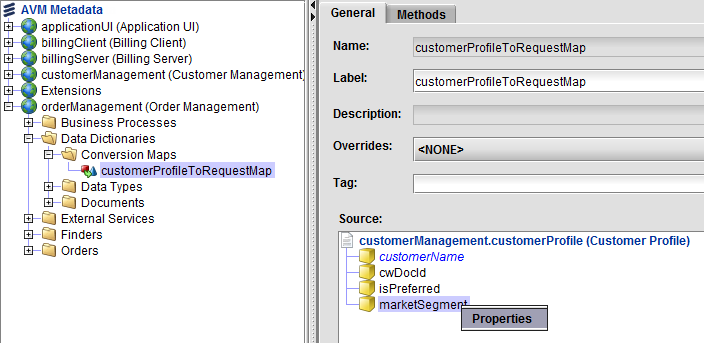 AVM Metadata
applicationUI (Application UI)
billingClient (Billing Client)
billingServer (Billing Server)
customerManagement (Customer Management)
Extensions
orderManagement (Order Management)
Business Processes
Data Dictionaries
Conversion Maps
customerProfileToRequestMap
Data Types
Documents
External Services
Finders
Orders
General Methods
Name: customerProfileToRequestMap
Label: customerProfileToRequestMap
Description:
Overrides: <NONE>
Tag:
Source:
customerManagement.customerProfile (Customer Profile)
customerName
cwDocId
isPreferred
marketSegment
Properties